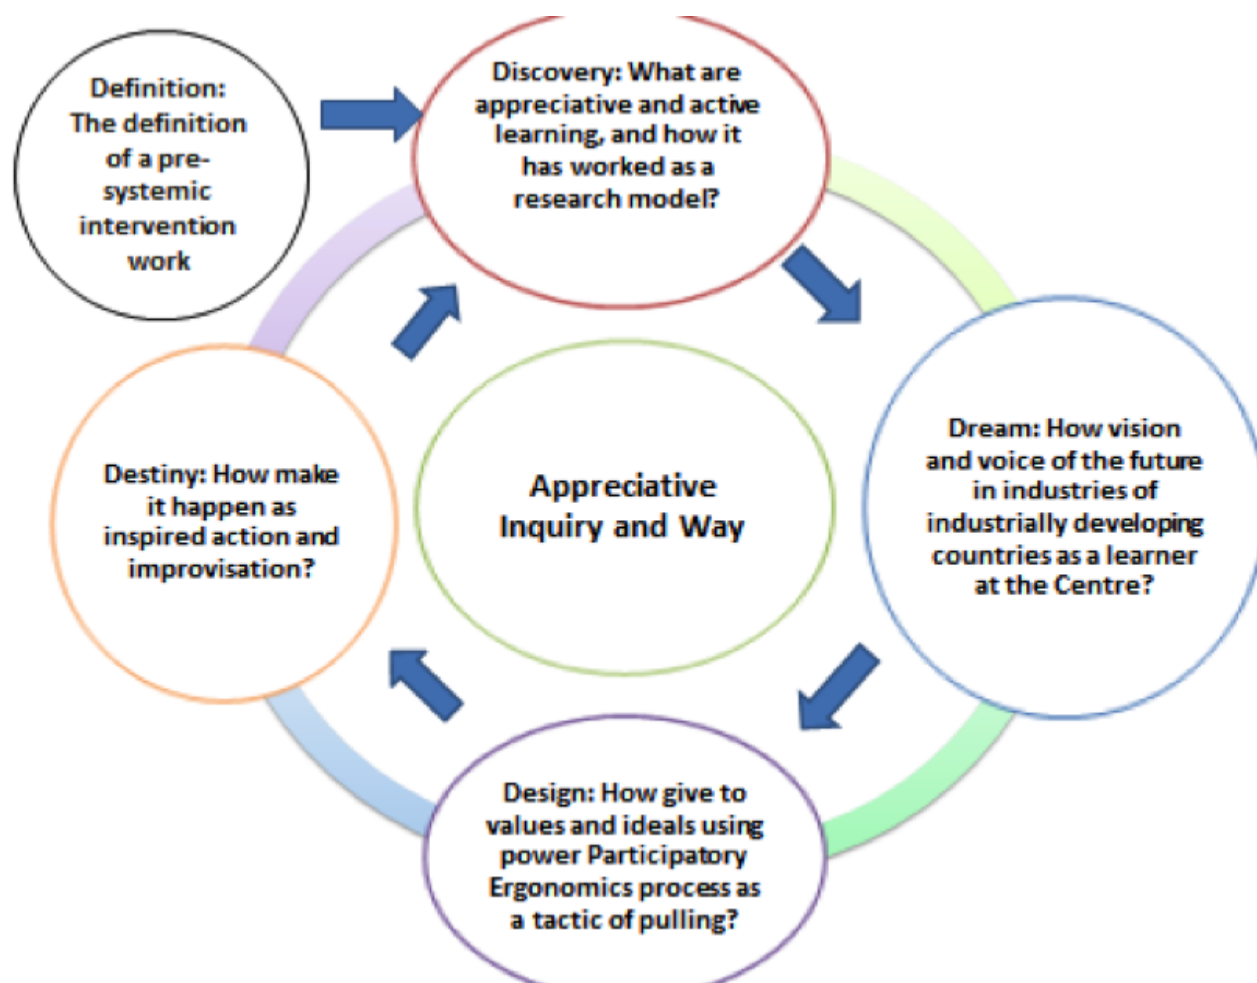 Definition:
The definition
of a pre-
systemic
intervention
work
Discovery: What are
appreciative and active
learning, and how it
has worked as a
research model?
Dream: How vision
and voice of the future
in industries of
industrially developing
countries as a learner
at the Centre?
Design: How give to
values and ideals using
power Participatory
Ergonomics process as
a tactic of pulling?
Destiny: How make
it happen as
inspired action and
improvisation?
Appreciative
Inquiry and Way